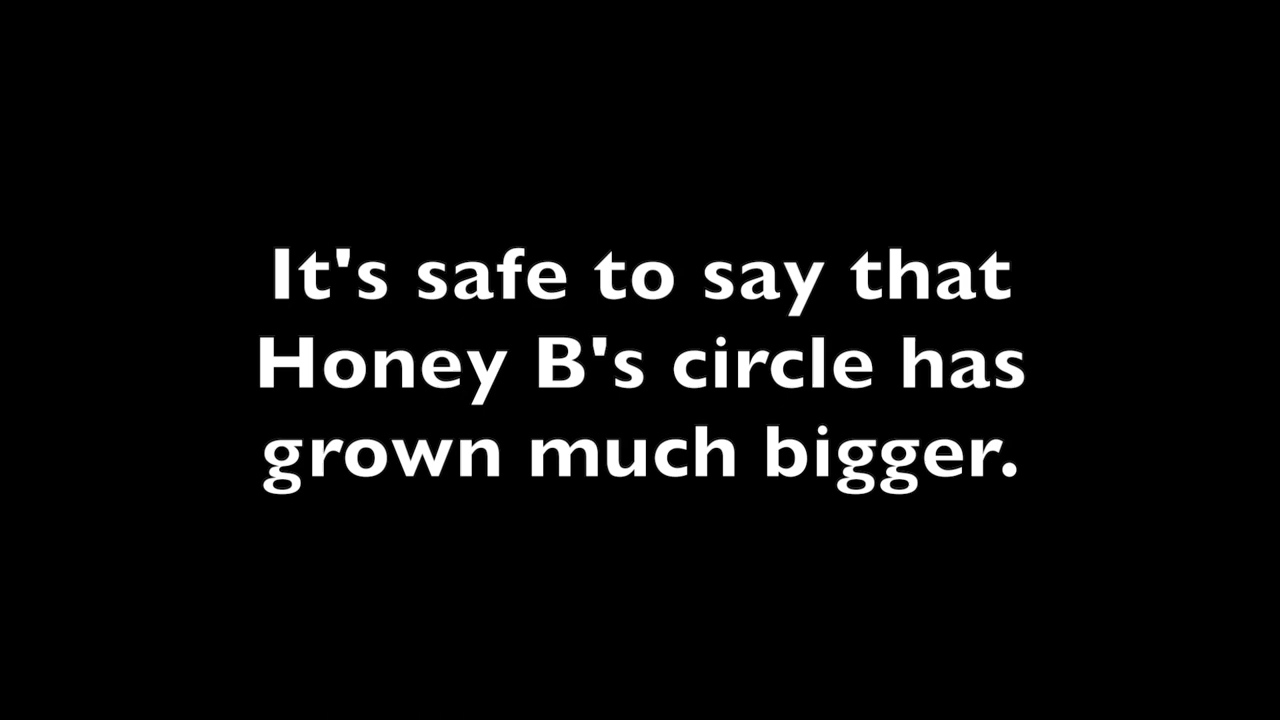 It's safe to say that
Honey B's circle has
grown much bigger.